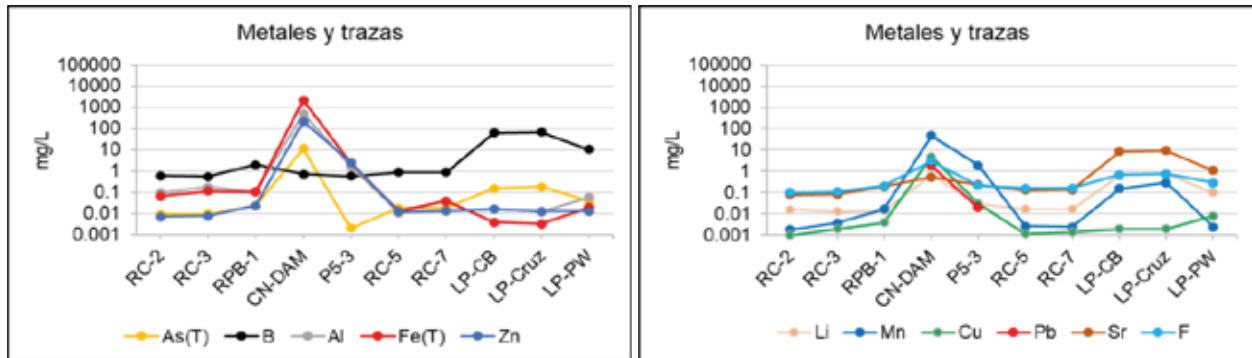 Metales y trazas
100000
10000
1000
100
10
1
0.1
0.01
0.001
mg/L
RC-2
RC-3
RPB-1
CN-DAM
P5-3
RC-5
RC-7
LP-CB
LP-Cruz
LP-PW
As(T) B Al Fe(T) Zn
Metales y trazas
100000
10000
1000
100
10
1
0.1
0.01
0.001
mg/L
RC-2
RC-3
RPB-1
CN-DAM
P5-3
RC-5
RC-7
LP-CB
LP-Cruz
LP-PW
Li Mn Cu Pb Sr F